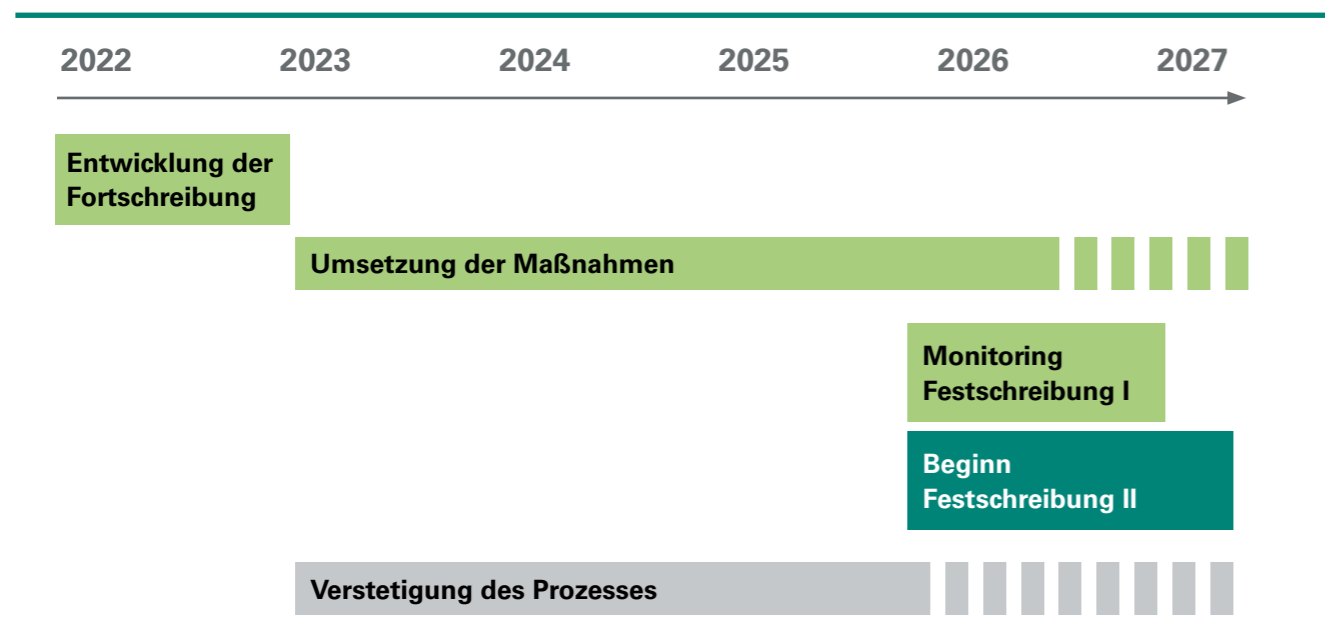 2022 2023 2024 2025 2026 2027
Entwicklung der
Fortschreibung
Umsetzung der Maßnahmen
Monitoring
Festschreibung I
Beginn
Festschreibung II
Verstetigung des Prozesses